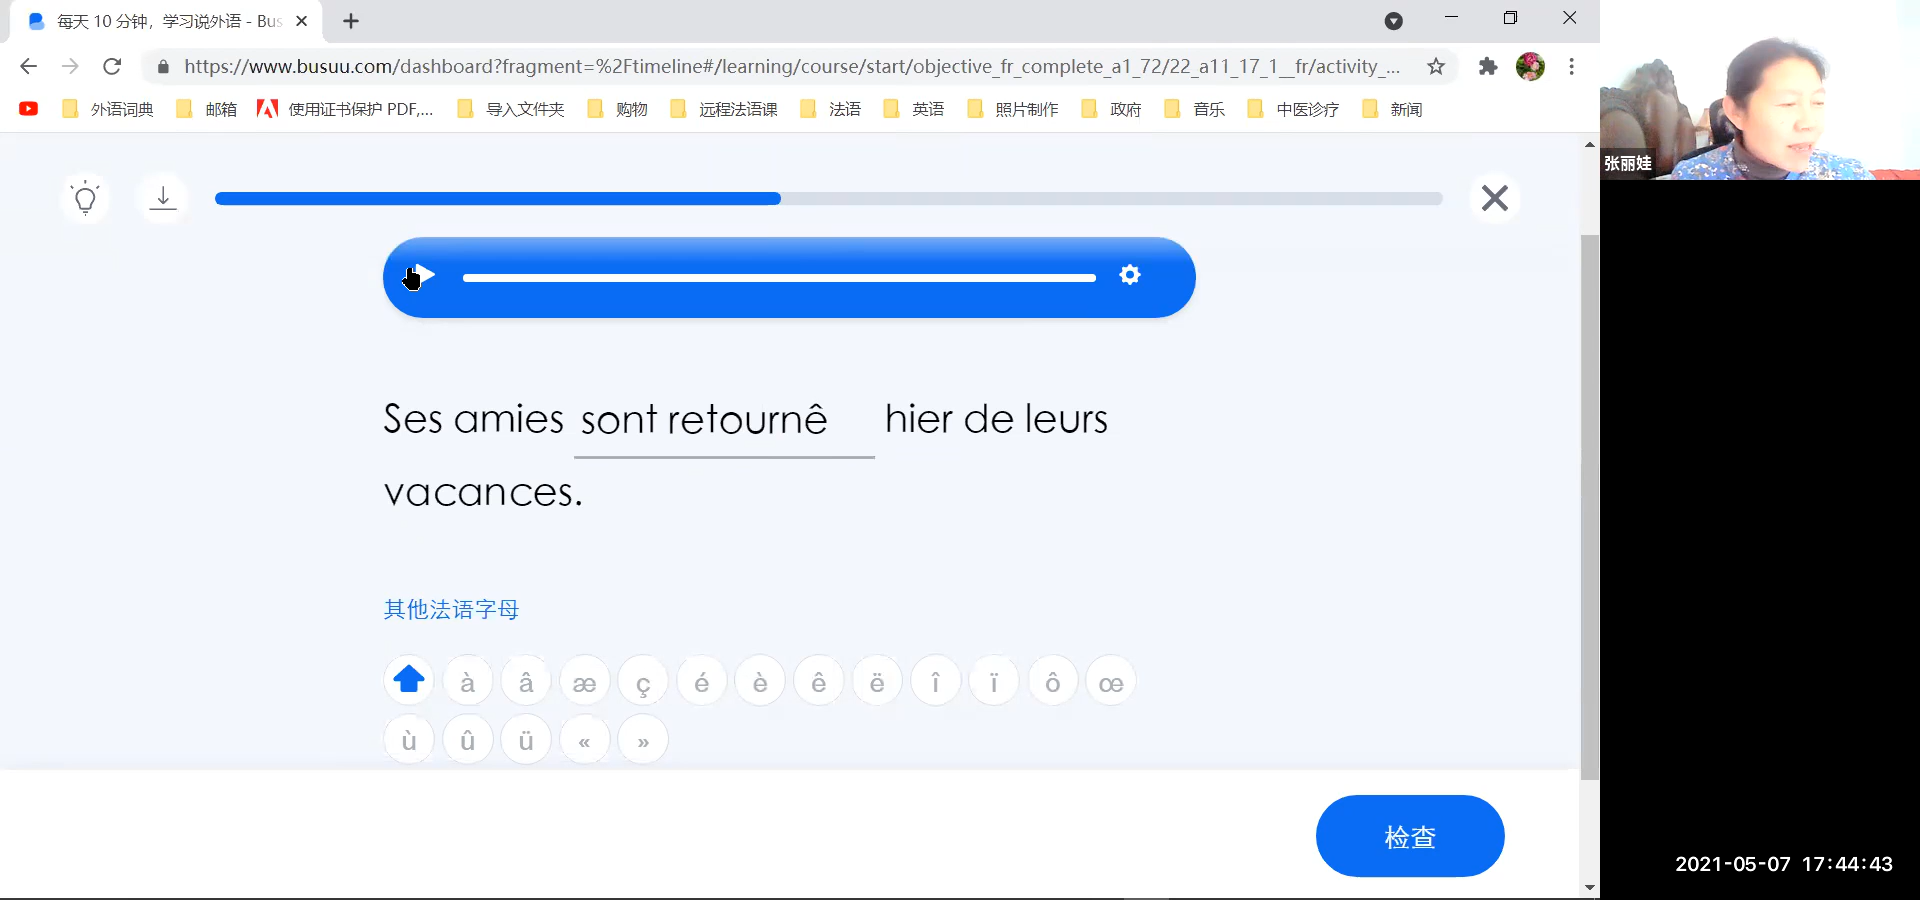 每天 10 分钟，学习说外语 - Bus
https://www.busuu.com/dashboard?fragment=%2Ftimeline#/learning/course/start/objective_fr_complete_a1_72/22_a11_17_1__fr/activity_...
外语词典 邮箱 使用证书保护 PDF,... 导入文件夹 购物 远程法语课 法语 英语 照片制作 政府 音乐 中医诊疗 新闻
张丽娃
Ses amies sont retournê hier de leurs
vacances.
其他法语字母
à â æ ç é è ê ë î ï ô œ
ù û ü « »
检查
2021-05-07 17:44:43